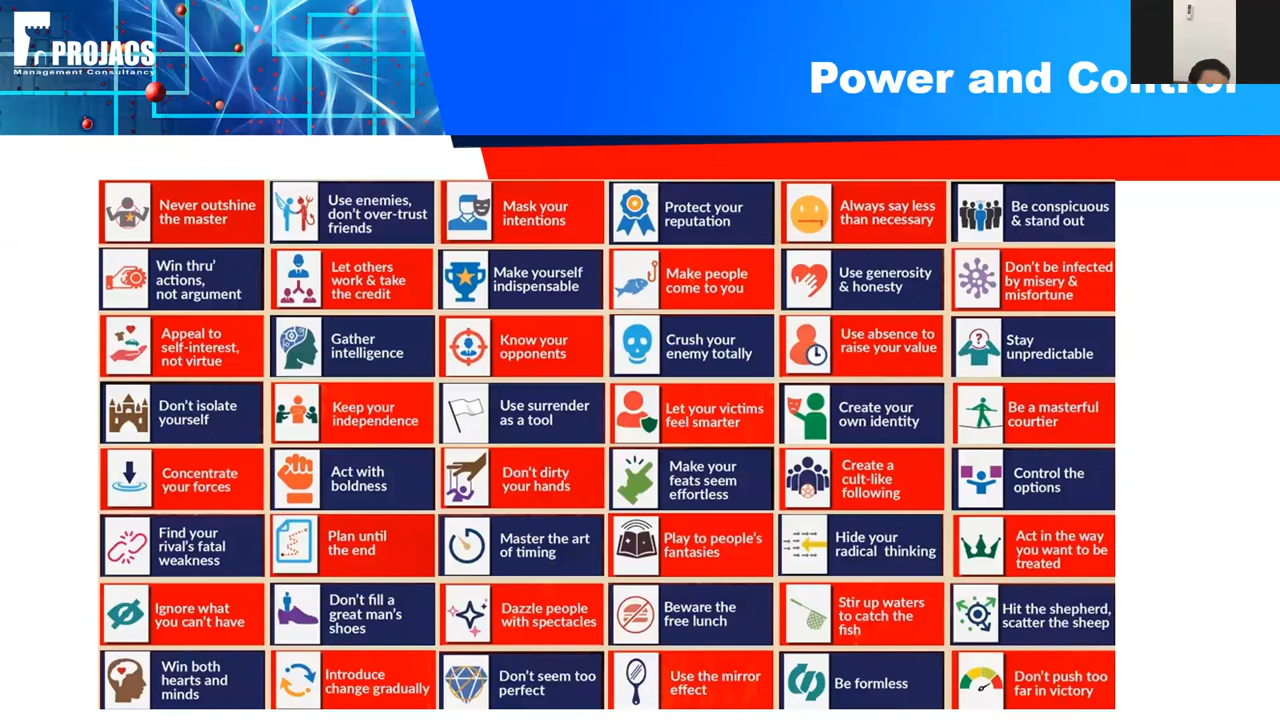 PROJACS
Management Consultancy
Power and Control
Never outshine
the master
Use enemies,
don't over-trust
friends
Mask your
intentions
Protect your
reputation
Always say less
than necessary
Be conspicuous
& stand out
Win thru'
actions,
not argument
Let others
work & take
the credit
Make yourself
indispensable
Make people
come to you
Use generosity
& honesty
Don't be infected
by misery &
misfortune
Appeal to
self-interest,
not virtue
Gather
intelligence
Know your
opponents
Crush your
enemy totally
Use absence to
raise your value
Stay
unpredictable
Don't isolate
yourself
Keep your
independence
Use surrender
as a tool
Let your victims
feel smarter
Create your
own identity
Be a masterful
courtier
Concentrate
your forces
Act with
boldness
Don't dirty
your hands
Make your
feats seem
effortless
Create a
cult-like
following
Control the
options
Find your
rival's fatal
weakness
Plan until
the end
Master the art
of timing
Play to people's
fantasies
Hide your
radical thinking
Act in the way
you want to be
treated
Ignore what
you can't have
Don't fill a
great man's
shoes
Dazzle people
with spectacles
Beware the
free lunch
Stir up waters
to catch the
fish
Hit the shepherd,
scatter the sheep
Win both
hearts and
minds
Introduce
change gradually
Don't seem too
perfect
Use the mirror
effect
Be formless
Don't push too
far in victory